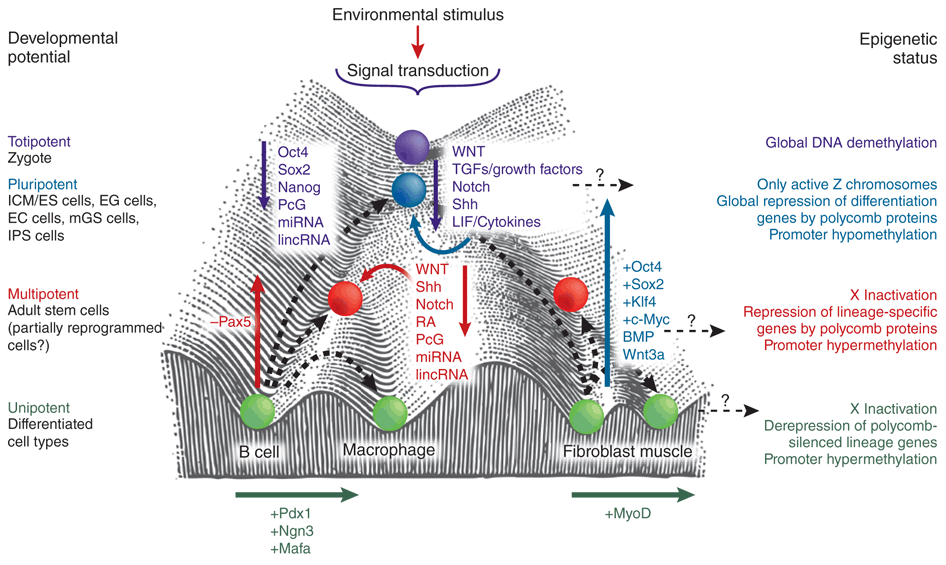 Environmental stimulus
Developmental
potential
Signal transduction
Epigenetic
status
Totipotent
Zygote
Pluripotent
ICM/ES cells, EG cells,
EC cells, mGS cells,
IPS cells
Multipotent
Adult stem cells
(partially reprogrammed
cells?)
Unipotent
Differentiated
cell types
Oct4
Sox2
Nanog
PcG
miRNA
lincRNA
WNT
TGFs/growth factors
Notch
Shh
LIF/Cytokines
–Pax5
WNT
Shh
Notch
RA
PcG
miRNA
lincRNA
+Oct4
+Sox2
+Klf4
+c-Myc
BMP
Wnt3a
?
?
?
Global DNA demethylation
Only active Z chromosomes
Global repression of differentiation
genes by polycomb proteins
Promoter hypomethylation
X Inactivation
Repression of lineage-specific
genes by polycomb proteins
Promoter hypermethylation
X Inactivation
Derepression of polycomb-
silenced lineage genes
Promoter hypermethylation
B cell
Macrophage
Fibroblast muscle
+Pdx1
+Ngn3
+Mafa
+MyoD